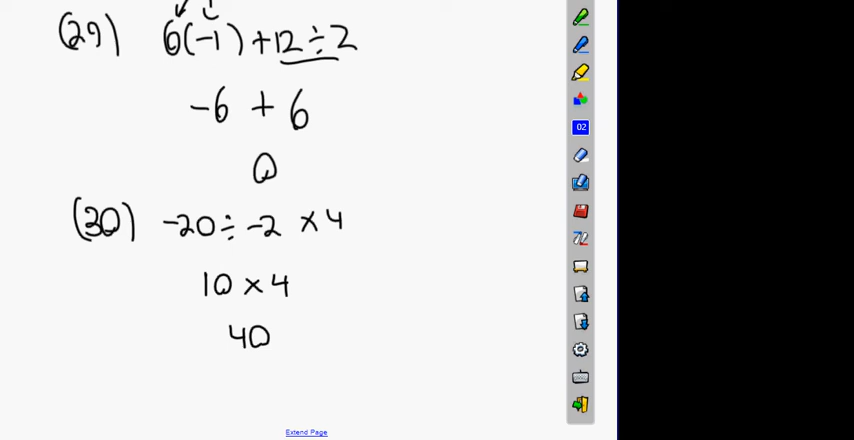 (29) 6(-1) + 12 ÷ 2
-6 + 6
0
(30) -20 ÷ -2 × 4
10 × 4
40
02
Extend Page